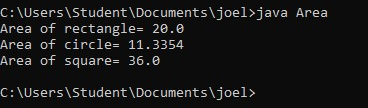 C:\Users\Student\Documents\joel>java Area
Area of rectangle= 20.0
Area of circle= 11.3354
Area of square= 36.0
C:\Users\Student\Documents\joel>